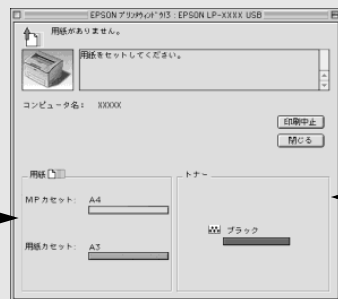 EPSON プリンタウィンドウ!3 : EPSON LP-XXXX USB
用紙がありません。
用紙をセットしてください。
コンピュータ名: XXXXX
印刷中止
閉じる
用紙
トナー
MPカセット: A4
ブラック
用紙カセット: A3